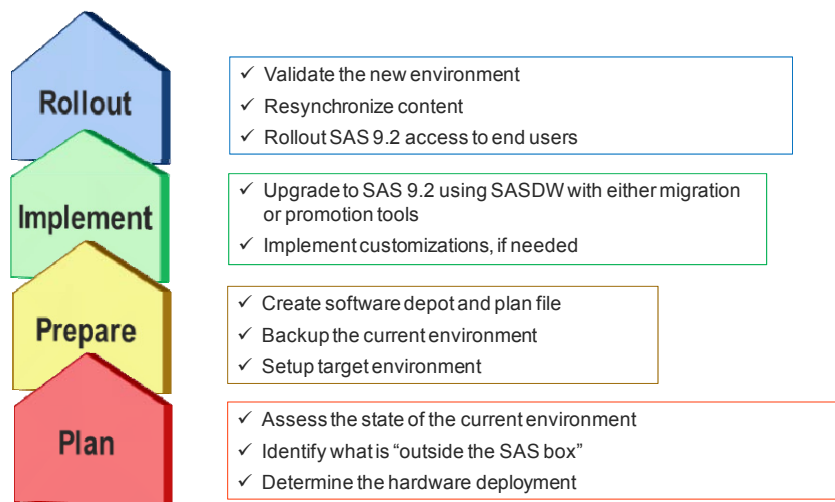 Rollout
✓ Validate the new environment
✓ Resynchronize content
✓ Rollout SAS 9.2 access to end users
Implement
✓ Upgrade to SAS 9.2 using SASDW with either migration
or promotion tools
✓ Implement customizations, if needed
Prepare
✓ Create software depot and plan file
✓ Backup the current environment
✓ Setup target environment
Plan
✓ Assess the state of the current environment
✓ Identify what is “outside the SAS box”
✓ Determine the hardware deployment